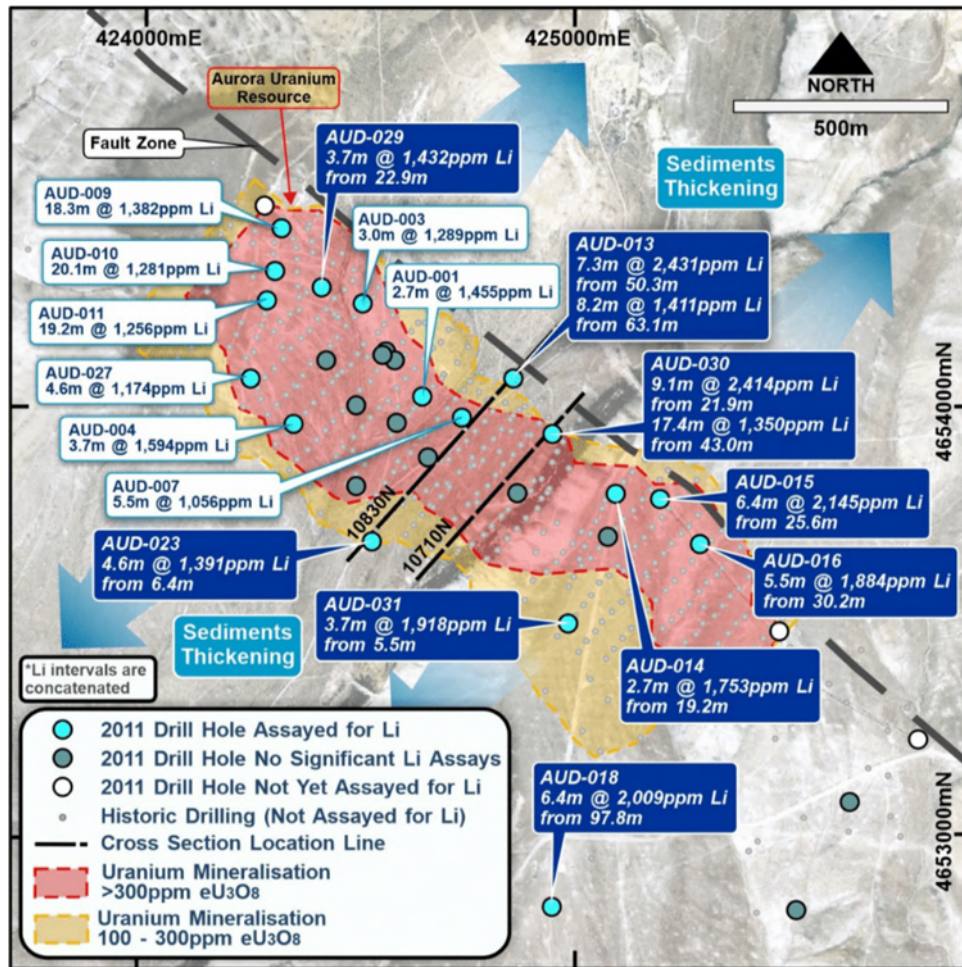 424000mE
425000mE
Aurora Uranium
Resource
NORTH
500m
Fault Zone
AUD-029
3.7m @ 1,432ppm Li
from 22.9m
Sediments
Thickening
AUD-009
18.3m @ 1,382ppm Li
AUD-003
3.0m @ 1,289ppm Li
AUD-013
7.3m @ 2,431ppm Li
from 50.3m
8.2m @ 1,411ppm Li
from 63.1m
AUD-010
20.1m @ 1,281ppm Li
AUD-001
2.7m @ 1,455ppm Li
AUD-011
19.2m @ 1,256ppm Li
AUD-030
9.1m @ 2,414ppm Li
from 21.9m
17.4m @ 1,350ppm Li
from 43.0m
AUD-027
4.6m @ 1,174ppm Li
4654000mN
AUD-004
3.7m @ 1,594ppm Li
AUD-007
5.5m @ 1,056ppm Li
AUD-015
6.4m @ 2,145ppm Li
from 25.6m
10830N
10710N
AUD-023
4.6m @ 1,391ppm Li
from 6.4m
AUD-016
5.5m @ 1,884ppm Li
from 30.2m
AUD-031
3.7m @ 1,918ppm Li
from 5.5m
Sediments
Thickening
AUD-014
2.7m @ 1,753ppm Li
from 19.2m
*Li intervals are
concatenated
2011 Drill Hole Assayed for Li
2011 Drill Hole No Significant Li Assays
2011 Drill Hole Not Yet Assayed for Li
Historic Drilling (Not Assayed for Li)
Cross Section Location Line
Uranium Mineralisation
>300ppm eU₃O₈
Uranium Mineralisation
100 - 300ppm eU₃O₈
AUD-018
6.4m @ 2,009ppm Li
from 97.8m
4653000mN